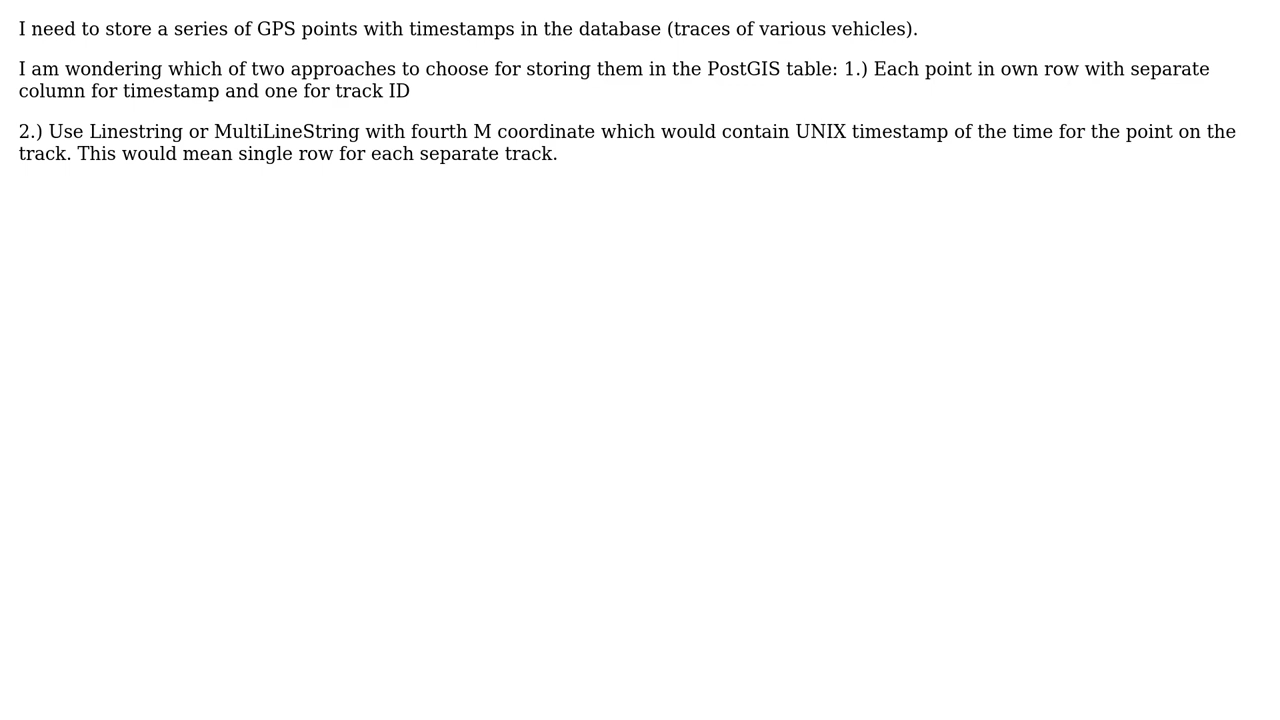 I need to store a series of GPS points with timestamps in the database (traces of various vehicles).
I am wondering which of two approaches to choose for storing them in the PostGIS table: 1.) Each point in own row with separate
column for timestamp and one for track ID
2.) Use Linestring or MultiLineString with fourth M coordinate which would contain UNIX timestamp of the time for the point on the
track. This would mean single row for each separate track.